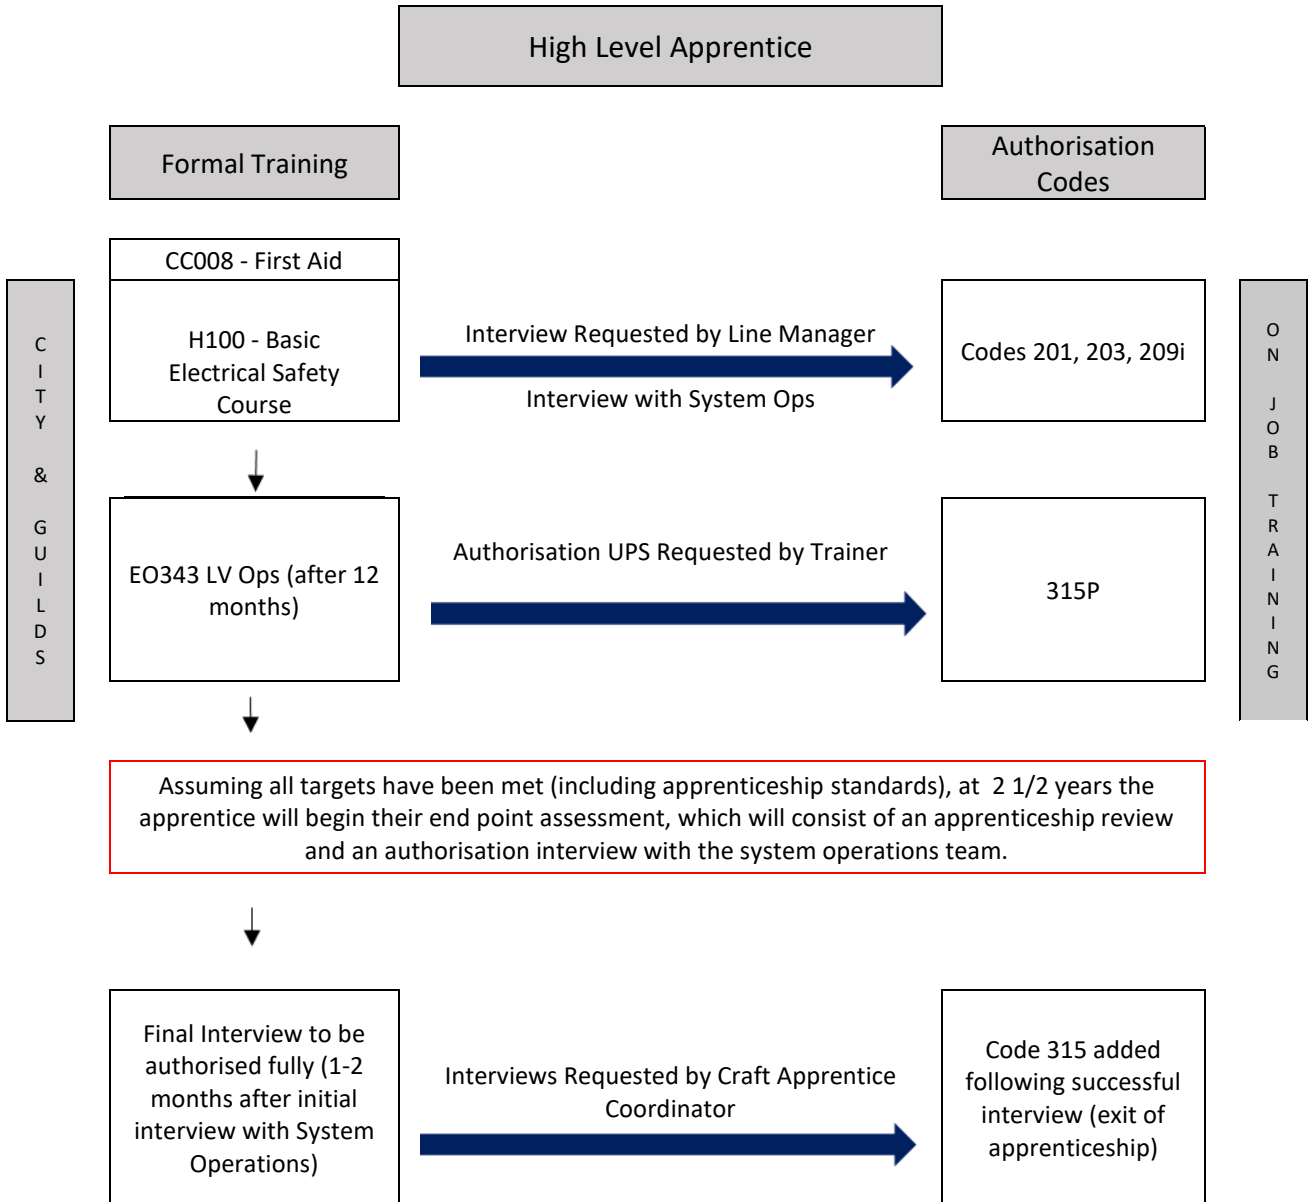 High Level Apprentice
Formal Training
Authorisation
Codes
CC008 - First Aid
H100 - Basic
Electrical Safety
Course
Interview Requested by Line Manager
Interview with System Ops
Codes 201, 203, 209i
CITY & GUILDS
ON JOB TRAINING
EO343 LV Ops (after 12
months)
Authorisation UPS Requested by Trainer
315P
Assuming all targets have been met (including apprenticeship standards), at 2 1/2 years the
apprentice will begin their end point assessment, which will consist of an apprenticeship review
and an authorisation interview with the system operations team.
Final Interview to be
authorised fully (1-2
months after initial
interview with System
Operations)
Interviews Requested by Craft Apprentice
Coordinator
Code 315 added
following successful
interview (exit of
apprenticeship)